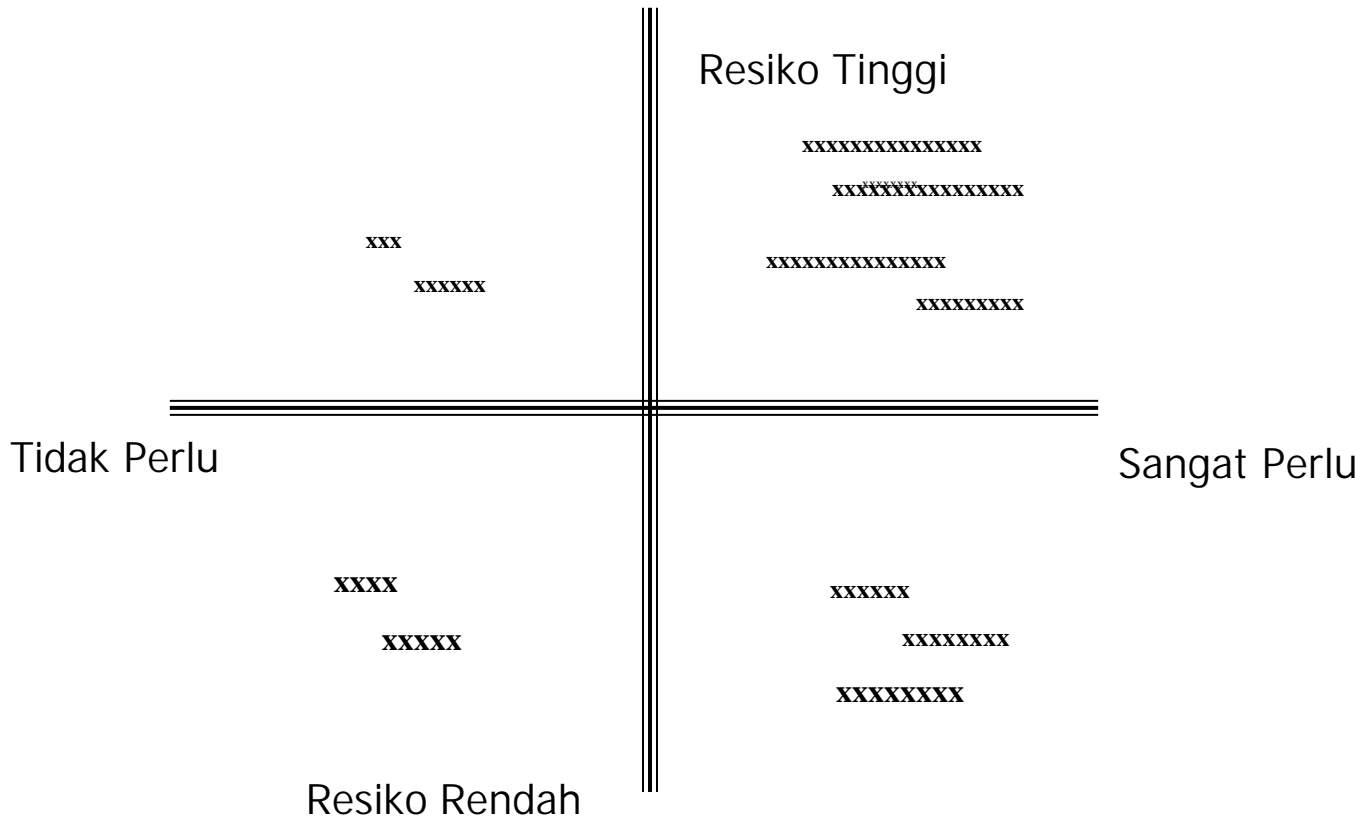 Resiko Tinggi
xxxxxxxxxxxxxxx
xxxxxxxx
xxxxxxxxxxxxxxxx
xxx
xxxxxxxxxxxxxxx
xxxxxx
xxxxxxxxx
Tidak Perlu
Sangat Perlu
xxxx
xxxxxx
xxxxx
xxxxxxxx
xxxxxxxx
Resiko Rendah